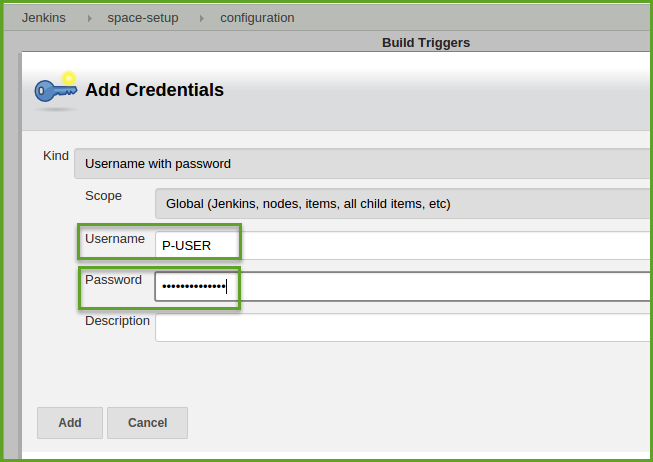 Jenkins space-setup configuration
Build Triggers
Add Credentials
Kind
Username with password
Scope
Global (Jenkins, nodes, items, all child items, etc)
Username
P-USER
Password
••••••••••••••
Description
Add Cancel